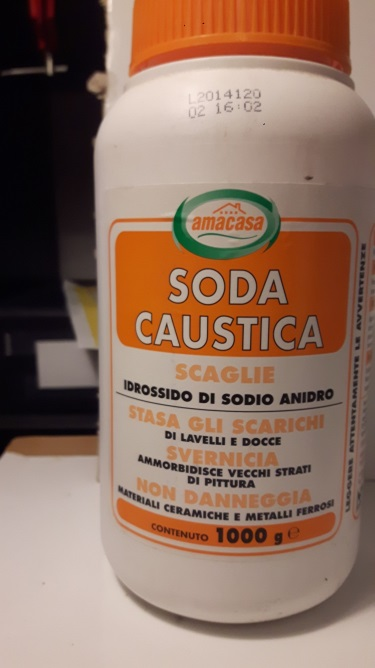 L2014120
02 16:02
amacasa
SODA
CAUSTICA
SCAGLIE
IDROSSIDO DI SODIO ANIDRO
STASA GLI SCARICHI
DI LAVELLI E DOCCE
SVERNICIA
AMMORBIDISCE VECCHI STRATI
DI PITTURA
NON DANNEGGIA
MATERIALI CERAMICHE E METALLI FERROSI
CONTENUTO 1000 g e
LEGGERE ATTENTAMENTE LE AVVERTENZE